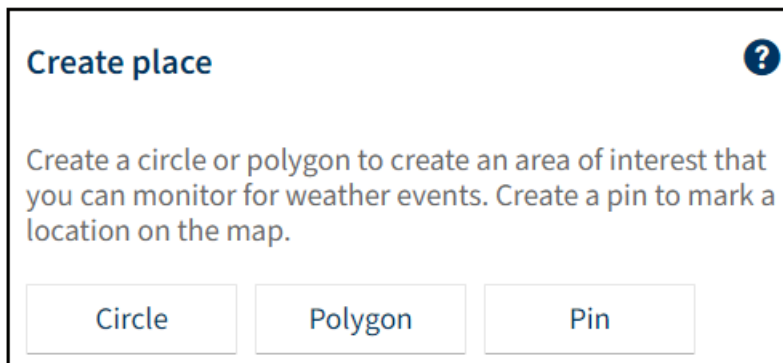 Create place
?
Create a circle or polygon to create an area of interest that
you can monitor for weather events. Create a pin to mark a
location on the map.
Circle Polygon Pin